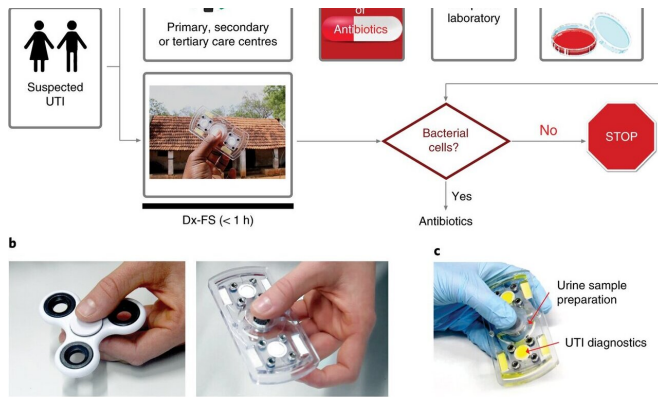 of
Antibiotics
laboratory
Primary, secondary
or tertiary care centres
Suspected
UTI
Bacterial
cells?
No
STOP
Yes
Dx-FS (< 1 h)
Antibiotics
b
c
Urine sample
preparation
UTI diagnostics